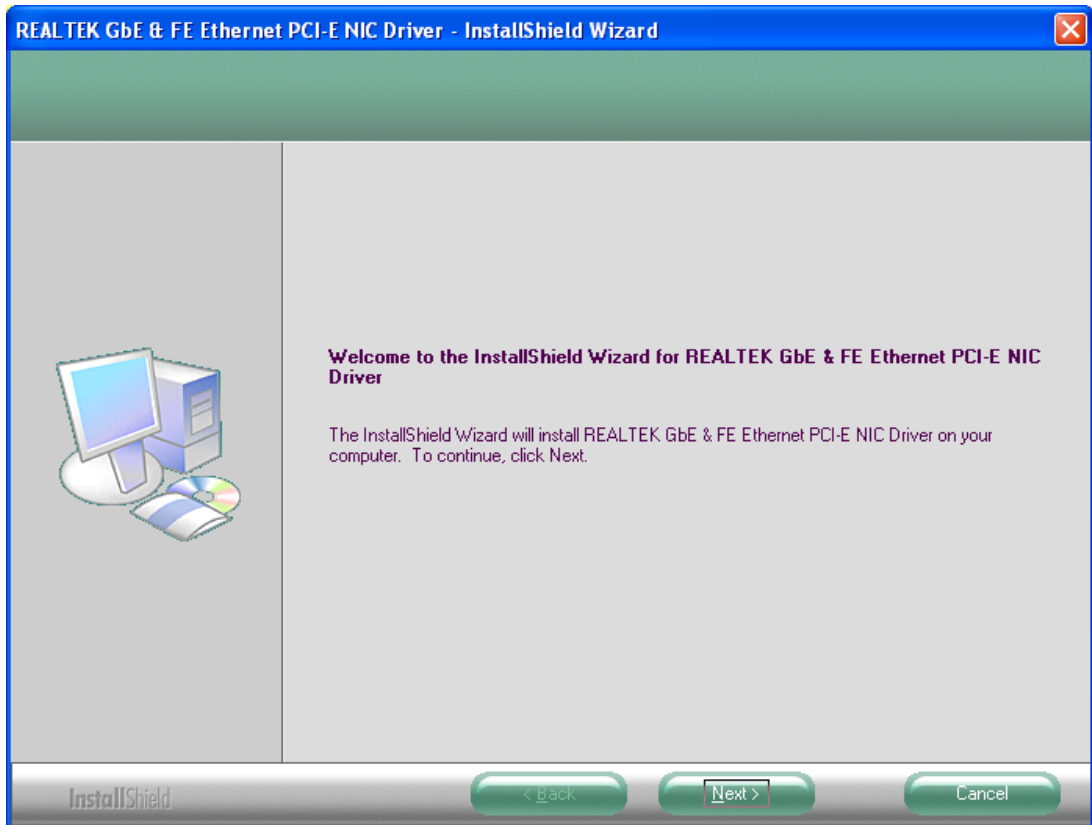 REALTEK GbE & FE Ethernet PCI-E NIC Driver - InstallShield Wizard
Welcome to the InstallShield Wizard for REALTEK GbE & FE Ethernet PCI-E NIC
Driver
The InstallShield Wizard will install REALTEK GbE & FE Ethernet PCI-E NIC Driver on your
computer. To continue, click Next.
InstallShield
< Back
Next >
Cancel